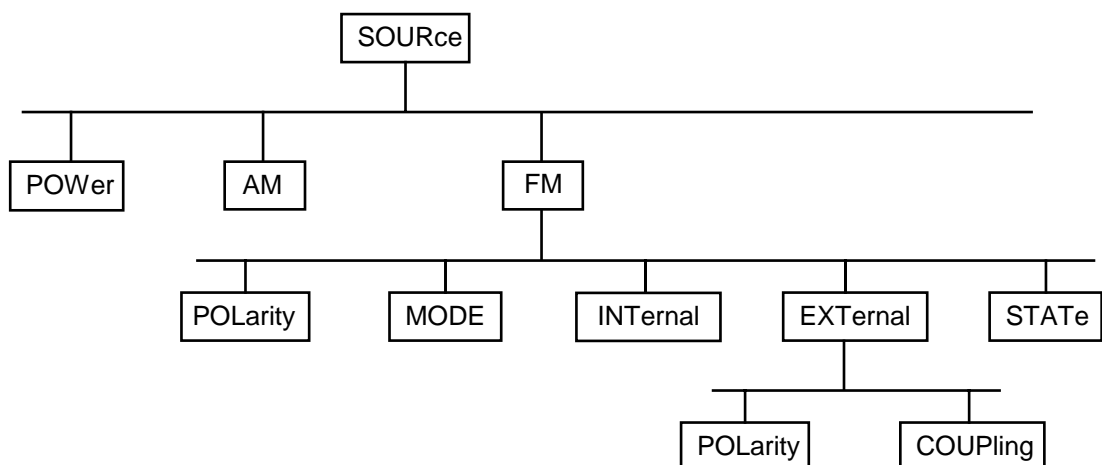 SOURce
POWer AM FM
POLarity MODE INTernal EXTernal STATe
POLarity COUPling